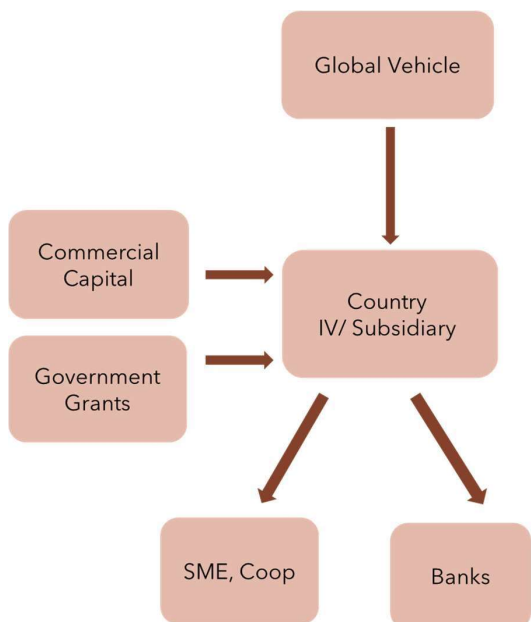 Global Vehicle
Commercial
Capital
Country
IV/ Subsidiary
Government
Grants
SME, Coop
Banks